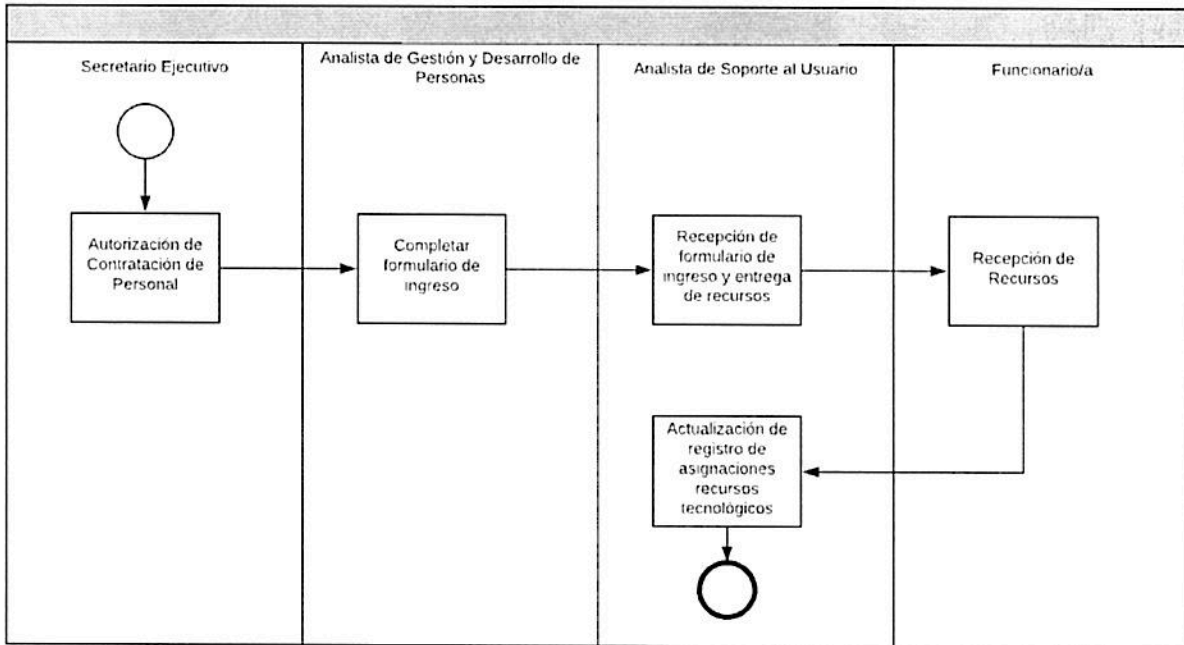 Secretario Ejecutivo
Analista de Gestión y Desarrollo de
Personas
Analista de Soporte al Usuario
Funcionario/a
Autorización de
Contratación de
Personal
Completar
formulario de
ingreso
Recepción de
formulario de
ingreso y entrega
de recursos
Recepción de
Recursos
Actualización de
registro de
asignaciones
recursos
tecnológicos